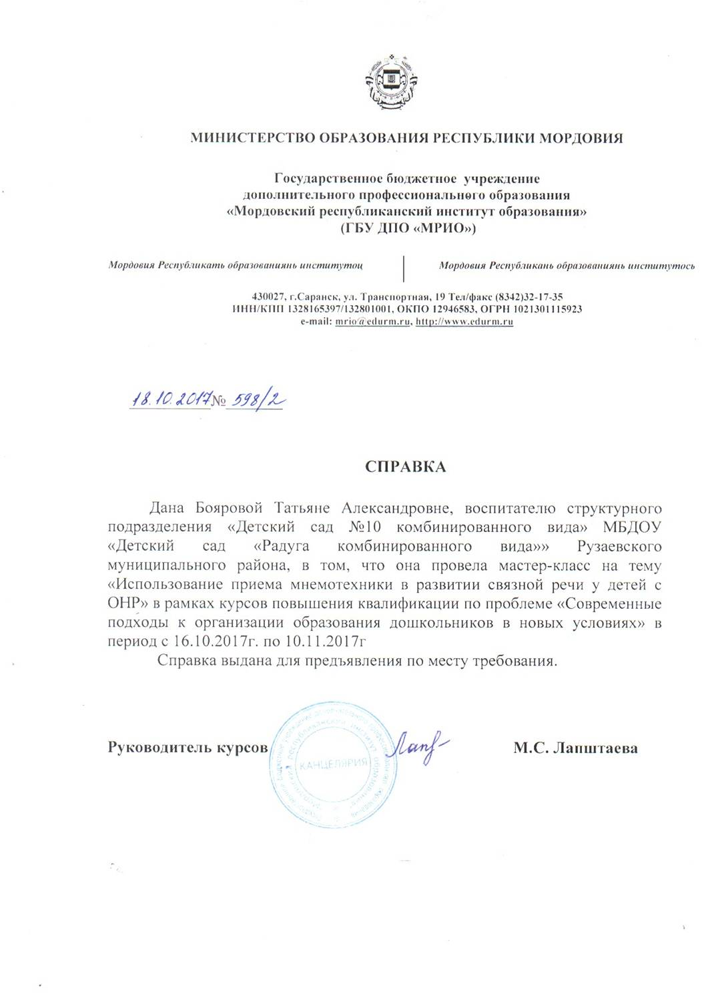 МИНИСТЕРСТВО ОБРАЗОВАНИЯ РЕСПУБЛИКИ МОРДОВИЯ
Государственное бюджетное учреждение
дополнительного профессионального образования
«Мордовский республиканский институт образования»
(ГБУ ДПО «МРИО»)
Мордовия Республикать образованиянь институтоц
Мордовия Республикань образованиянь институтось
430027, г.Саранск, ул. Транспортная, 19 Тел/факс (8342)32-17-35
ИНН/КПП 1328165397/132801001, ОКПО 12946583, ОГРН 1021301115923
e-mail: mrio@edurm.ru, http://www.edurm.ru
18.10.2017 № 598/2
СПРАВКА
Дана Бояровой Татьяне Александровне, воспитателю структурного
подразделения «Детский сад №10 комбинированного вида» МБДОУ
«Детский сад «Радуга комбинированного вида»» Рузаевского
муниципального района, в том, что она провела мастер-класс на тему
«Использование приема мнемотехники в развитии связной речи у детей с
ОНР» в рамках курсов повышения квалификации по проблеме «Современные
подходы к организации образования дошкольников в новых условиях» в
период с 16.10.2017г. по 10.11.2017г
Справка выдана для предъявления по месту требования.
Руководитель курсов
КАНЦЕЛЯРИЯ
М.С. Лапштаева